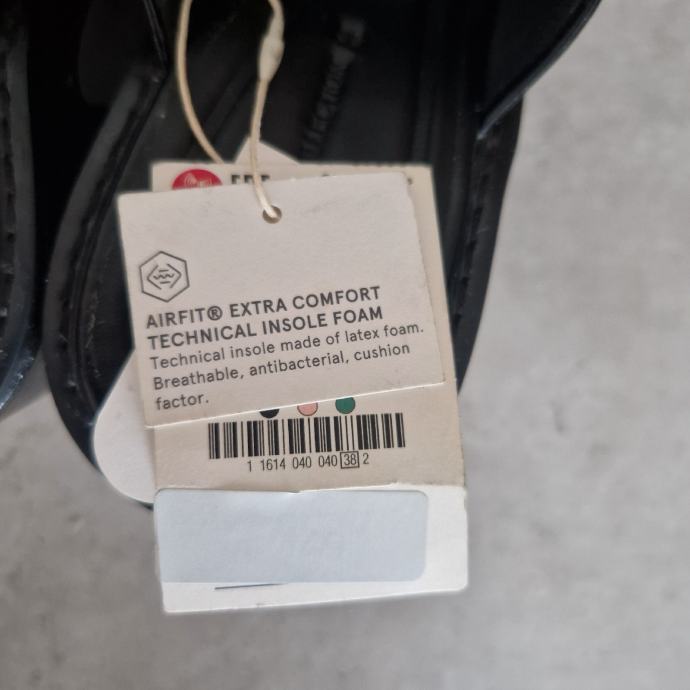 AIRFIT® EXTRA COMFORT
TECHNICAL INSOLE FOAM
Technical insole made of latex foam.
Breathable, antibacterial, cushion
factor.
1 1614 040 040 38 2